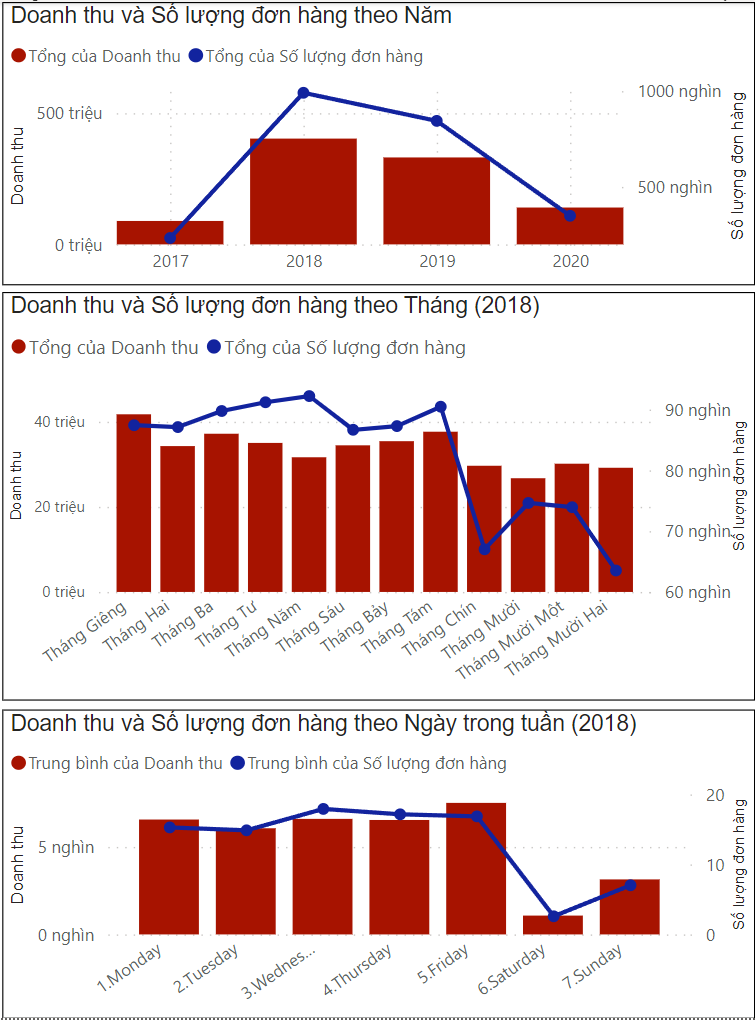 Doanh thu và Số lượng đơn hàng theo Năm
Tổng của Doanh thu Tổng của Số lượng đơn hàng
Doanh thu
500 triệu
0 triệu
1000 nghìn
500 nghìn
Số lượng đơn hàng
2017 2018 2019 2020
Doanh thu và Số lượng đơn hàng theo Tháng (2018)
Tổng của Doanh thu Tổng của Số lượng đơn hàng
Doanh thu
40 triệu
20 triệu
0 triệu
90 nghìn
80 nghìn
70 nghìn
60 nghìn
Số lượng đơn hàng
Tháng Giêng
Tháng Hai
Tháng Ba
Tháng Tư
Tháng Năm
Tháng Sáu
Tháng Bảy
Tháng Tám
Tháng Chín
Tháng Mười
Tháng Mười Một
Tháng Mười Hai
Doanh thu và Số lượng đơn hàng theo Ngày trong tuần (2018)
Trung bình của Doanh thu Trung bình của Số lượng đơn hàng
Doanh thu
5 nghìn
0 nghìn
20
10
0
Số lượng đơn hàng
1.Monday
2.Tuesday
3.Wednes...
4.Thursday
5.Friday
6.Saturday
7.Sunday